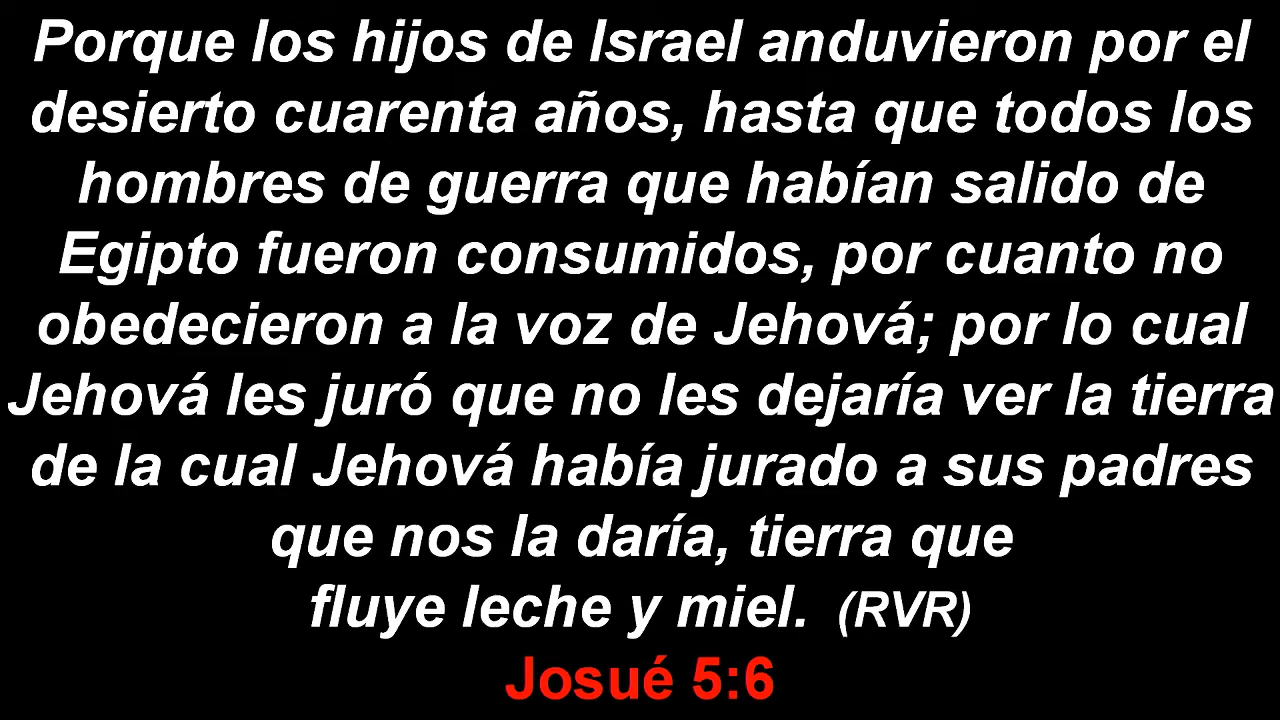 Porque los hijos de Israel anduvieron por el
desierto cuarenta años, hasta que todos los
hombres de guerra que habían salido de
Egipto fueron consumidos, por cuanto no
obedecieron a la voz de Jehová; por lo cual
Jehová les juró que no les dejaría ver la tierra
de la cual Jehová había jurado a sus padres
que nos la daría, tierra que
fluye leche y miel. (RVR)
Josué 5:6